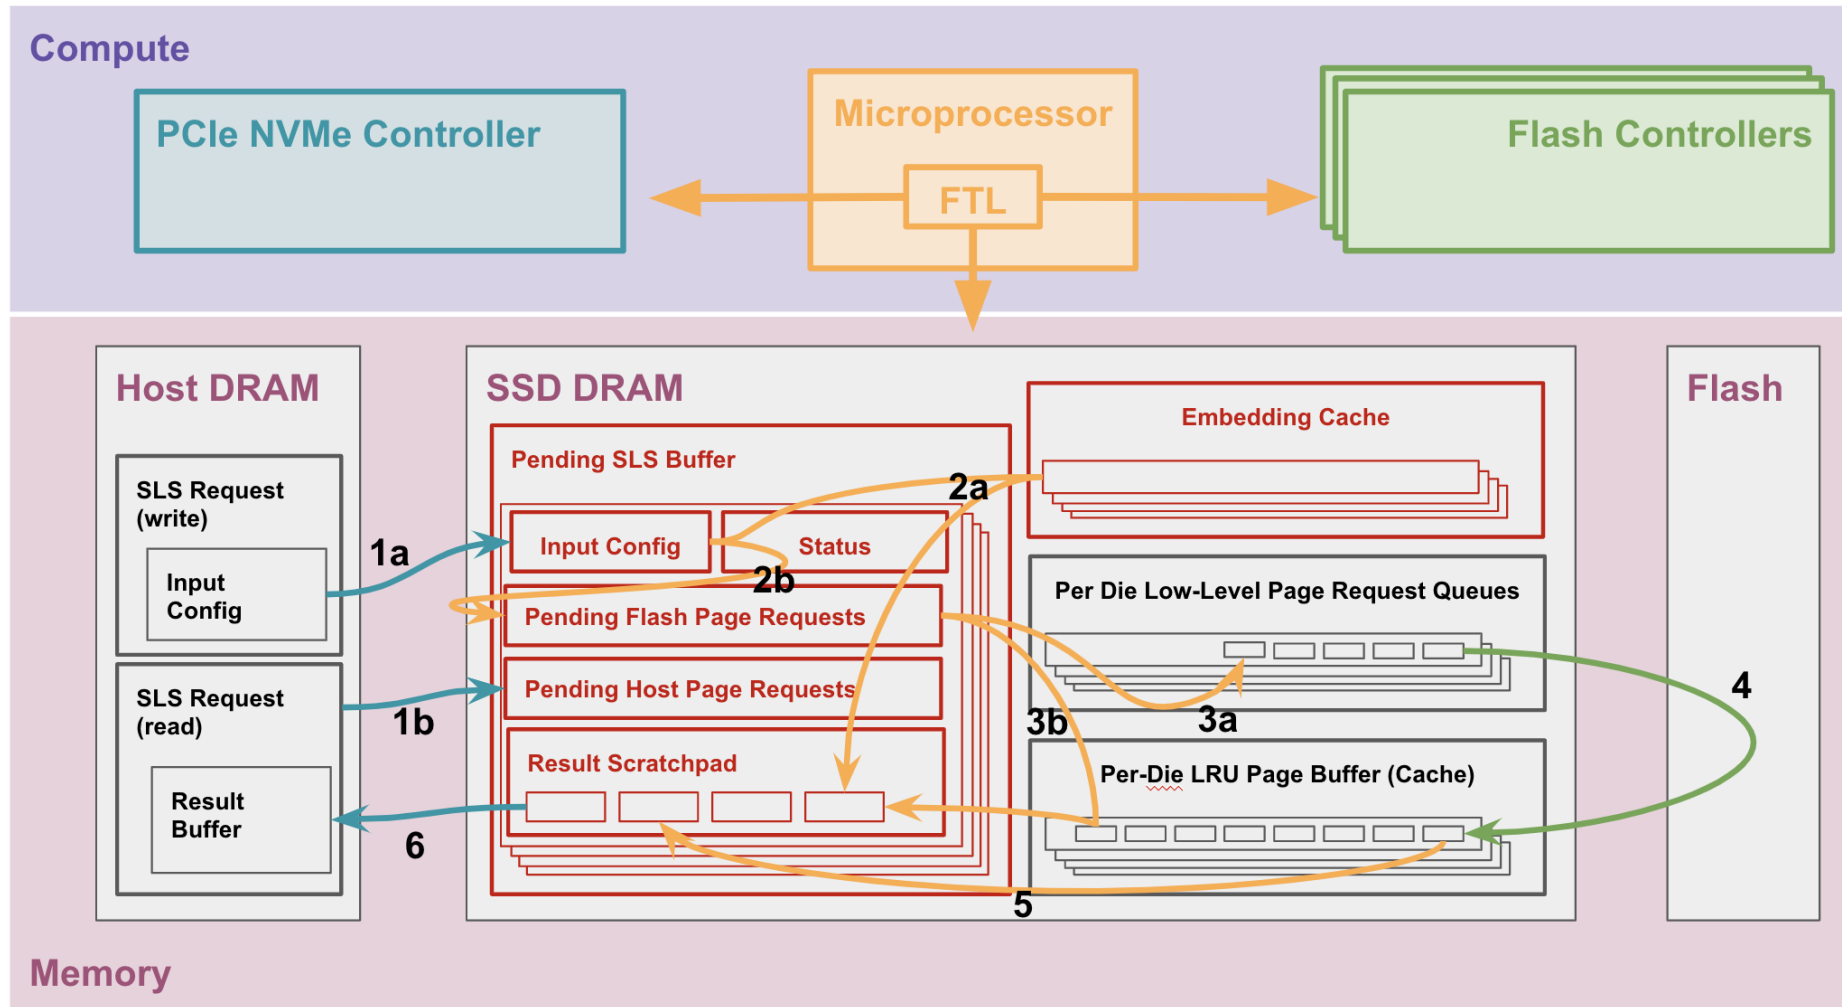 Compute
PCIe NVMe Controller
Microprocessor
FTL
Flash Controllers
Host DRAM
SLS Request
(write)
Input
Config
SLS Request
(read)
Result
Buffer
1a
1b
6
SSD DRAM
Pending SLS Buffer
Input Config
Status
2a
2b
Pending Flash Page Requests
Pending Host Page Requests
Result Scratchpad
Embedding Cache
Per Die Low-Level Page Request Queues
3a
3b
Per-Die LRU Page Buffer (Cache)
5
4
Flash
Memory